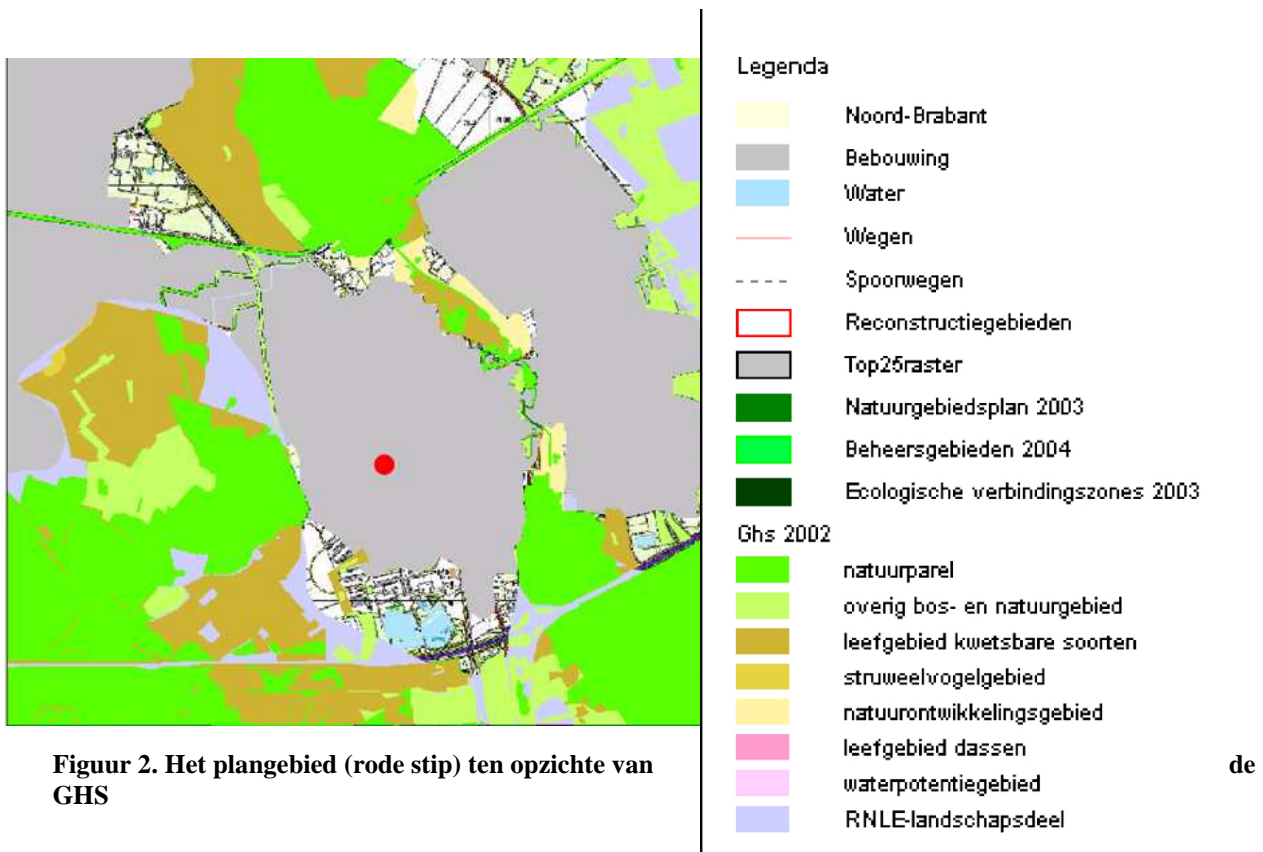 Legenda
Noord-Brabant
Bebouwing
Water
Wegen
Spoorwegen
Reconstructiegebieden
Top25raster
Natuurgebiedsplan 2003
Beheersgebieden 2004
Ecologische verbindingszones 2003
Ghs 2002
natuurparel
overig bos- en natuurgebied
leefgebied kwetsbare soorten
struweelvogelgebied
natuurontwikkelingsgebied
leefgebied dassen
waterpotentiegebied
RNLE-landschapsdeel
Figuur 2. Het plangebied (rode stip) ten opzichte van de
GHS